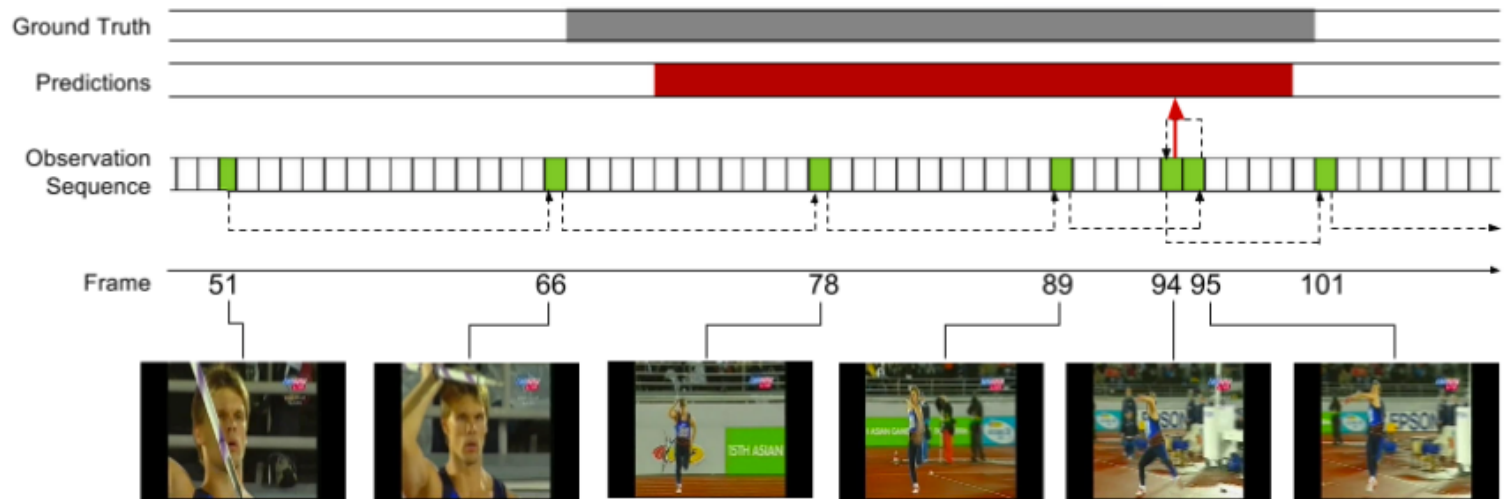 Ground Truth
Predictions
Observation
Sequence
Frame
51
66
78
89
94
95
101
15TH ASIAN
EPSON
EPSON